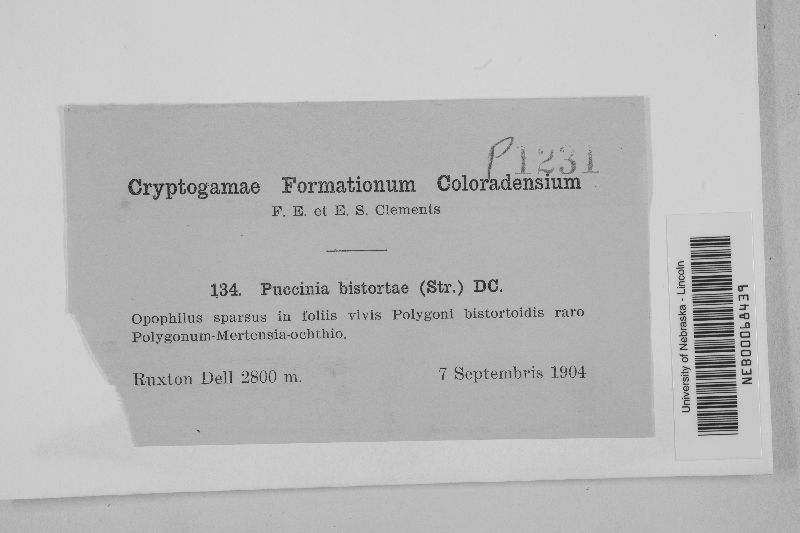 P1231
Cryptogamae Formationum Coloradensium
F. E. et E. S. Clements
134. Puccinia bistortae (Str.) DC.
Opophilus sparsus in foliis vivis Polygoni bistortoidis raro
Polygonum-Mertensia-ochthio.
Ruxton Dell 2800 m. 7 Septembris 1904
University of Nebraska - Lincoln
NEB00068439